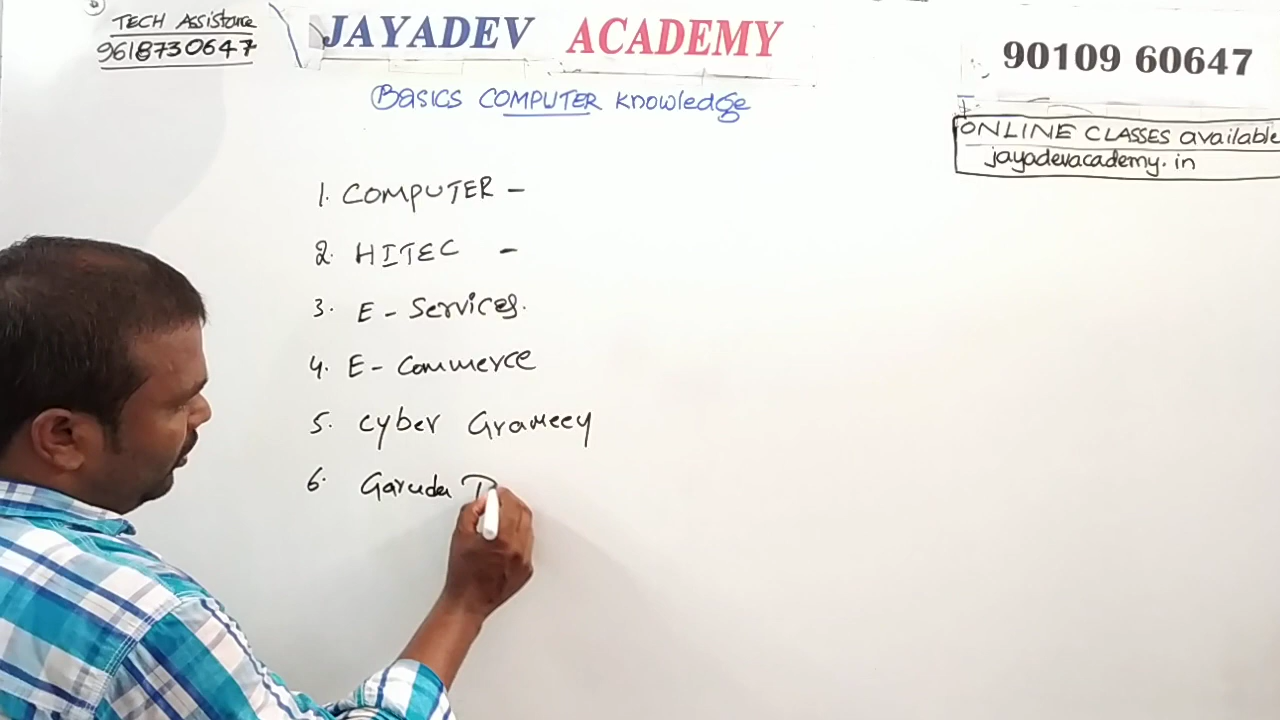 TECH Assistance
9618730647
JAYADEV ACADEMY
90109 60647
Basics COMPUTER knowledge
ONLINE CLASSES available
jayadevacademy.in
1. COMPUTER -
2. HITEC -
3. E - Services.
4. E - Commerce
5. Cyber Grameey
6. Garuda